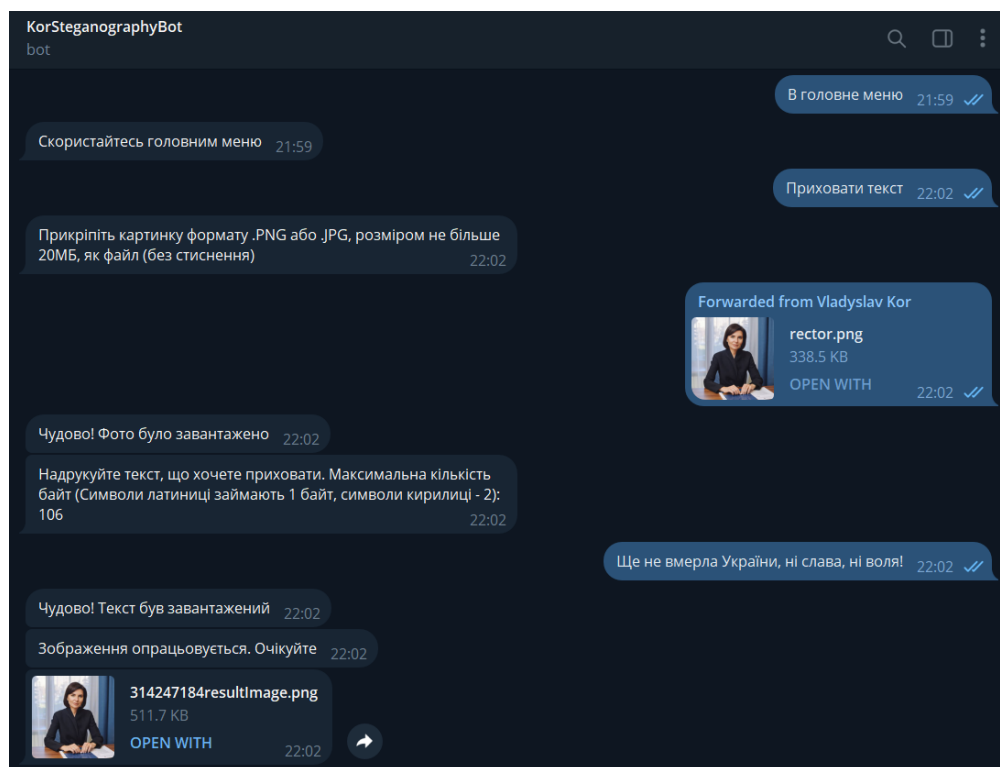 KorSteganographyBot
bot
В головне меню 21:59
Скористайтесь головним меню 21:59
Приховати текст 22:02
Прикріпіть картинку формату .PNG або .JPG, розміром не більше
20МБ, як файл (без стиснення) 22:02
Forwarded from Vladyslav Kor
rector.png
338.5 KB
OPEN WITH 22:02
Чудово! Фото було завантажено 22:02
Надрукуйте текст, що хочете приховати. Максимальна кількість
байт (Символи латиниці займають 1 байт, символи кирилиці - 2):
106 22:02
Ще не вмерла України, ні слава, ні воля! 22:02
Чудово! Текст був завантажений 22:02
Зображення опрацьовується. Очікуйте 22:02
314247184resultImage.png
511.7 KB
OPEN WITH 22:02